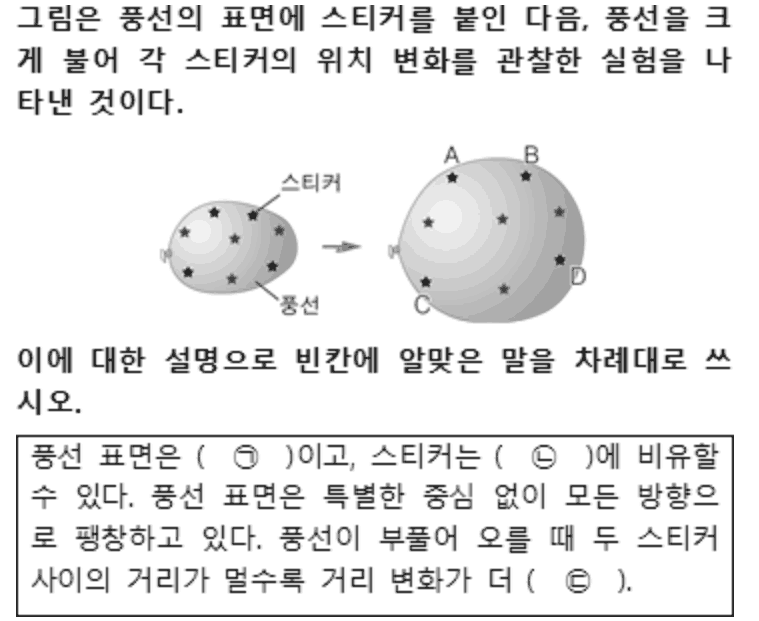 그림은 풍선의 표면에 스티커를 붙인 다음, 풍선을 크
게 불어 각 스티커의 위치 변화를 관찰한 실험을 나
타낸 것이다.
A B
스티커
풍선
C D
이에 대한 설명으로 빈칸에 알맞은 말을 차례대로 쓰
시오.
풍선 표면은 ( ㉠ )이고, 스티커는 ( ㉡ )에 비유할
수 있다. 풍선 표면은 특별한 중심 없이 모든 방향으
로 팽창하고 있다. 풍선이 부풀어 오를 때 두 스티커
사이의 거리가 멀수록 거리 변화가 더 ( ㉢ ).